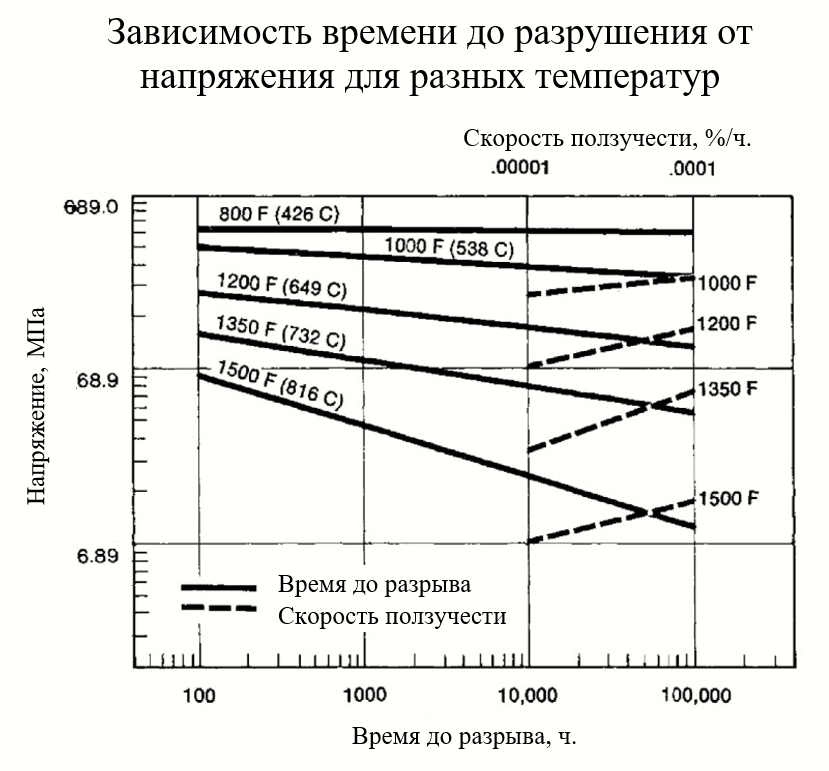 Зависимость времени до разрушения от
напряжения для разных температур
Скорость ползучести, %/ч.
.00001 .0001
689.0
800 F (426 C)
1000 F (538 C)
1000 F
1200 F (649 C)
1200 F
1350 F (732 C)
68.9
1500 F (816 C)
1350 F
Напряжение, МПа
1500 F
6.89
Время до разрыва
Скорость ползучести
100 1000 10,000 100,000
Время до разрыва, ч.